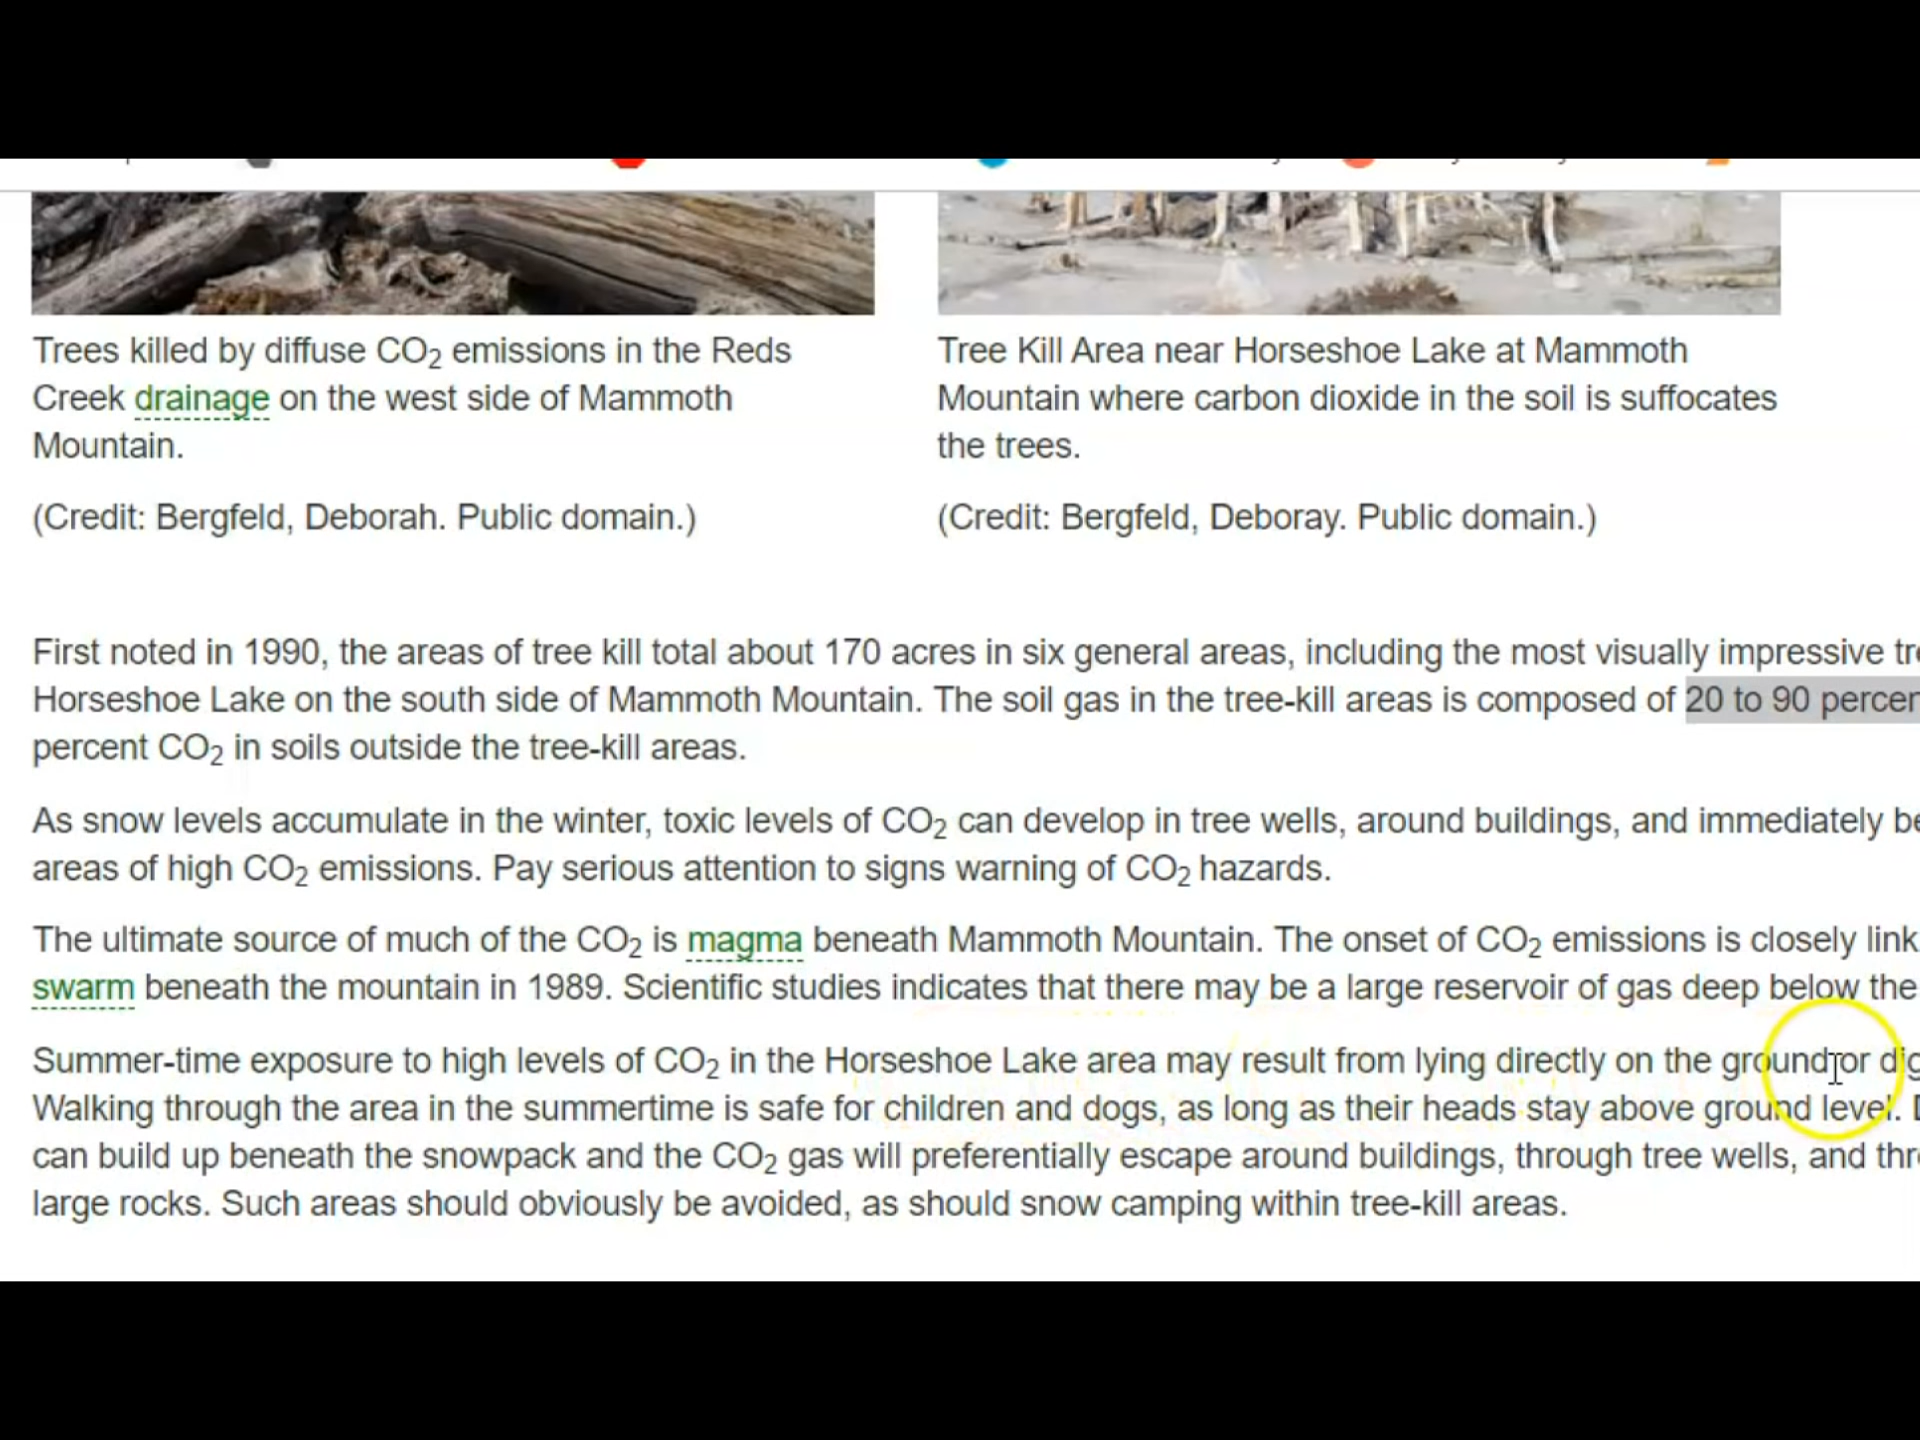 Trees killed by diffuse CO2 emissions in the Reds
Creek drainage on the west side of Mammoth
Mountain.
(Credit: Bergfeld, Deborah. Public domain.)
Tree Kill Area near Horseshoe Lake at Mammoth
Mountain where carbon dioxide in the soil is suffocates
the trees.
(Credit: Bergfeld, Deboray. Public domain.)
First noted in 1990, the areas of tree kill total about 170 acres in six general areas, including the most visually impressive
Horseshoe Lake on the south side of Mammoth Mountain. The soil gas in the tree-kill areas is composed of 20 to 90
percent CO2 in soils outside the tree-kill areas.
As snow levels accumulate in the winter, toxic levels of CO2 can develop in tree wells, around buildings, and immediately
areas of high CO2 emissions. Pay serious attention to signs warning of CO2 hazards.
The ultimate source of much of the CO2 is magma beneath Mammoth Mountain. The onset of CO2 emissions is closely
swarm beneath the mountain in 1989. Scientific studies indicates that there may be a large reservoir of gas deep below the
Summer-time exposure to high levels of CO2 in the Horseshoe Lake area may result from lying directly on the ground or
Walking through the area in the summertime is safe for children and dogs, as long as their heads stay above ground level.
can build up beneath the snowpack and the CO2 gas will preferentially escape around buildings, through tree wells, and
large rocks. Such areas should obviously be avoided, as should snow camping within tree-kill areas.